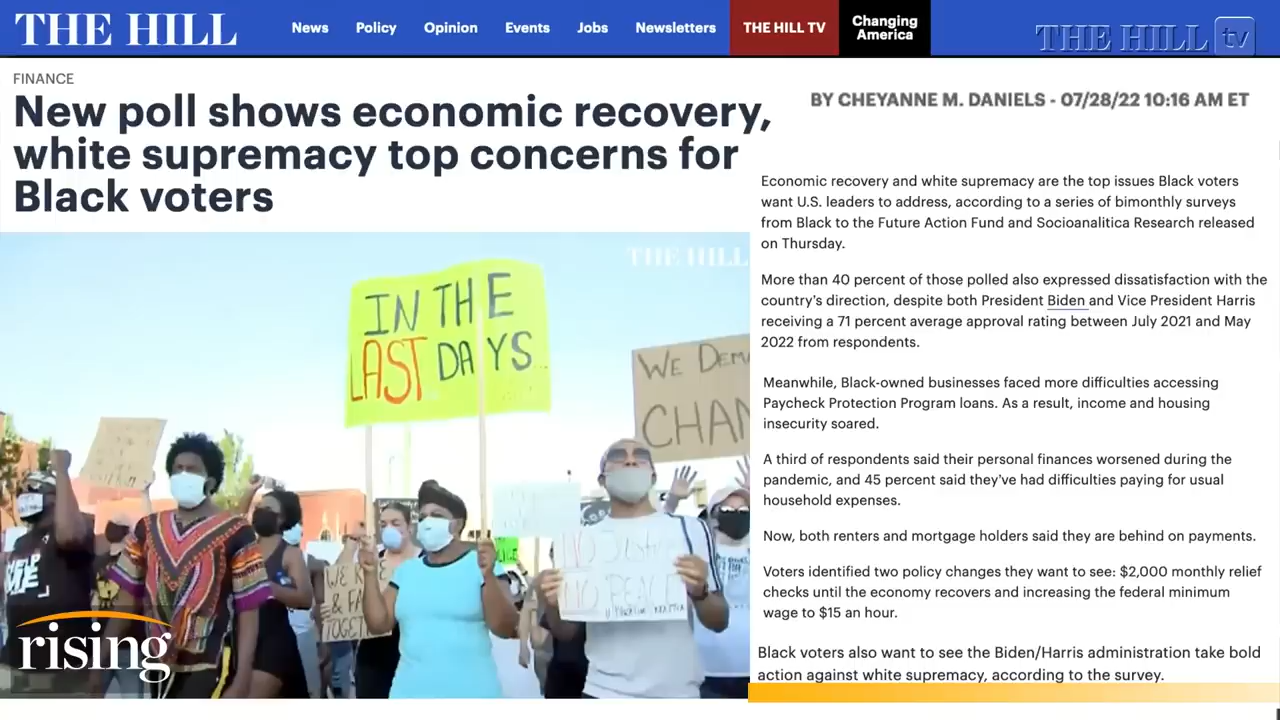 THE HILL
News
Policy
Opinion
Events
Jobs
Newsletters
THE HILL TV
Changing
America
THE HILL tv
FINANCE
New poll shows economic recovery,
white supremacy top concerns for
Black voters
BY CHEYANNE M. DANIELS - 07/28/22 10:16 AM ET
Economic recovery and white supremacy are the top issues Black voters
want U.S. leaders to address, according to a series of bimonthly surveys
from Black to the Future Action Fund and Socioanalitica Research released
on Thursday.
More than 40 percent of those polled also expressed dissatisfaction with the
country's direction, despite both President Biden and Vice President Harris
receiving a 71 percent average approval rating between July 2021 and May
2022 from respondents.
Meanwhile, Black-owned businesses faced more difficulties accessing
Paycheck Protection Program loans. As a result, income and housing
insecurity soared.
A third of respondents said their personal finances worsened during the
pandemic, and 45 percent said they've had difficulties paying for usual
household expenses.
Now, both renters and mortgage holders said they are behind on payments.
Voters identified two policy changes they want to see: $2,000 monthly relief
checks until the economy recovers and increasing the federal minimum
wage to $15 an hour.
Black voters also want to see the Biden/Harris administration take bold
action against white supremacy, according to the survey.
THE HILL
IN THE
LAST DAYS
WE DEM
CHAN
NO JUSTICE
NO PEACE
WE
&
TOGETH
ME
rising